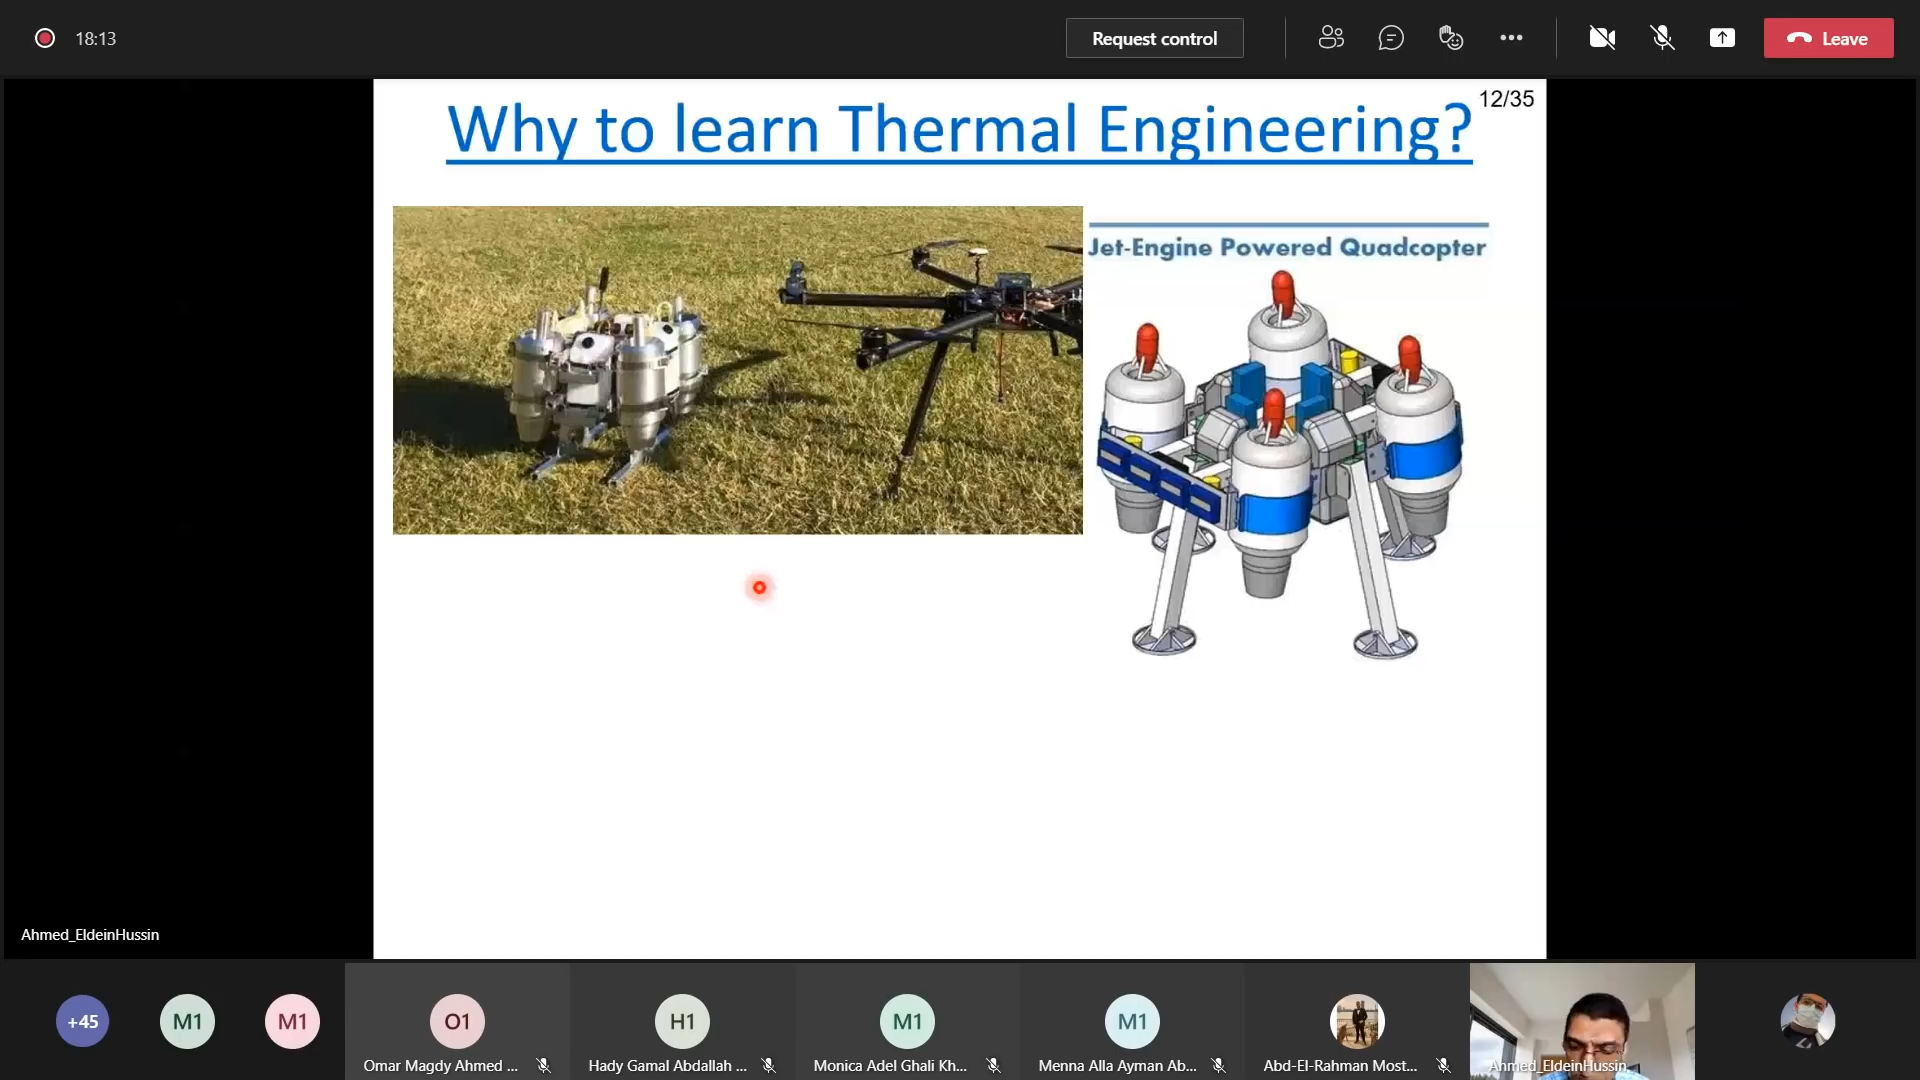 18:13
Request control
Leave
12/35
Why to learn Thermal Engineering?
Jet-Engine Powered Quadcopter
Ahmed_EldeinHussin
+45
M1
M1
O1
H1
M1
M1
Omar Magdy Ahmed ...
Hady Gamal Abdallah ...
Monica Adel Ghali Kh...
Menna Alla Ayman Ab...
Abd-El-Rahman Most...
Ahmed_EldeinHussin